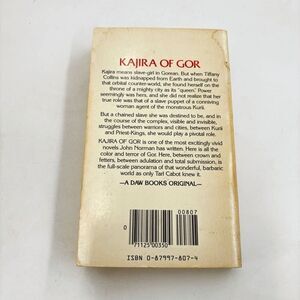 KAJIRA OF GOR
Kajira means slave-girl in Gorean. But when Tiffany
Collins was kidnapped from Earth and brought to
that orbital counter-world, she found herself on the
throne of a mighty city as its "queen." Power
seemingly was hers, and she did not realize that her
true role was that of a slave puppet of a conniving
woman agent of the monstrous Kurii.
But a chained slave she was destined to be, and in
the course of the complex, visible and invisible,
struggles between warriors and cities, between Kurii
and Priest-Kings, she would play a pivotal role.
KAJIRA OF GOR is one of the most excitingly vivid
novels John Norman has written. Here is all the
color and terror of Gor. Here, between crown and
fetters, between adulation and total submission, is
the full-scale panorama of that wonderful, barbaric
world as only Tarl Cabot knew it.
—A DAW BOOKS ORIGINAL—
00807
0
71125 00350
ISBN 0-87997-807-4